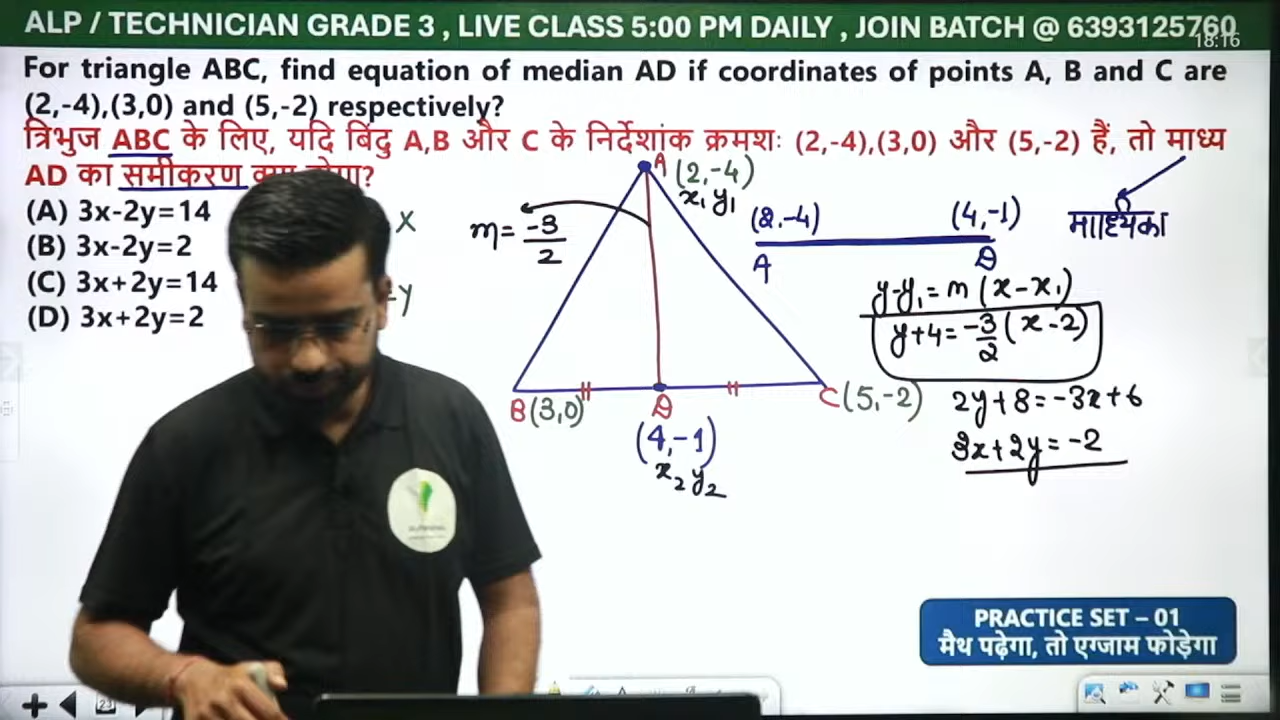 ALP / TECHNICIAN GRADE 3 , LIVE CLASS 5:00 PM DAILY , JOIN BATCH @ 6393125760
18:16
For triangle ABC, find equation of median AD if coordinates of points A, B and C are
(2,-4),(3,0) and (5,-2) respectively?
त्रिभुज ABC के लिए, यदि बिंदु A,B और C के निर्देशांक क्रमशः (2,-4),(3,0) और (5,-2) हैं, तो माध्य
AD का समीकरण क्या होगा?
(A) 3x-2y=14
(B) 3x-2y=2
(C) 3x+2y=14
(D) 3x+2y=2
x
y
m = -3/2
A (2,-4)
x₁ y₁
B (3,0)
D
(4,-1)
x₂ y₂
C (5,-2)
(2,-4) (4,-1)
A D
माध्यिका
y-y₁ = m (x-x₁)
y+4 = -3/2 (x-2)
2y+8 = -3x+6
3x+2y = -2
PRACTICE SET – 01
मैथ पढ़ेगा, तो एग्जाम फोड़ेगा